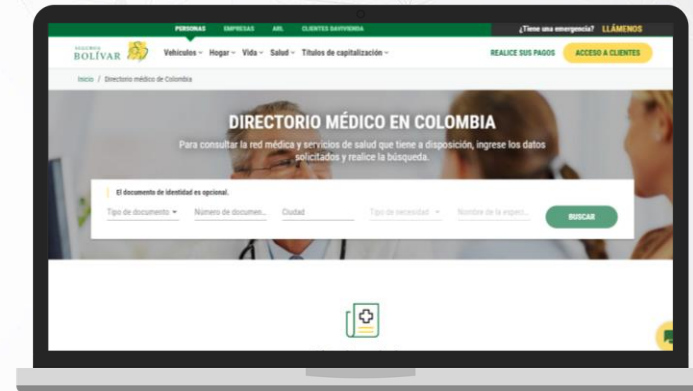 PERSONAS EMPRESAS ARL CLIENTES DAVIVIENDA ¿Tiene una emergencia? LLÁMENOS
SEGUROS
BOLÍVAR Vehículos Hogar Vida Salud Títulos de capitalización REALICE SUS PAGOS ACCESO A CLIENTES
Inicio / Directorio médico de Colombia
DIRECTORIO MÉDICO EN COLOMBIA
Para consultar la red médica y servicios de salud que tiene a disposición, ingrese los datos
solicitados y realice la búsqueda.
El documento de identidad es opcional.
Tipo de documento Número de documen... Ciudad Tipo de necesidad Nombre de la especi... BUSCAR